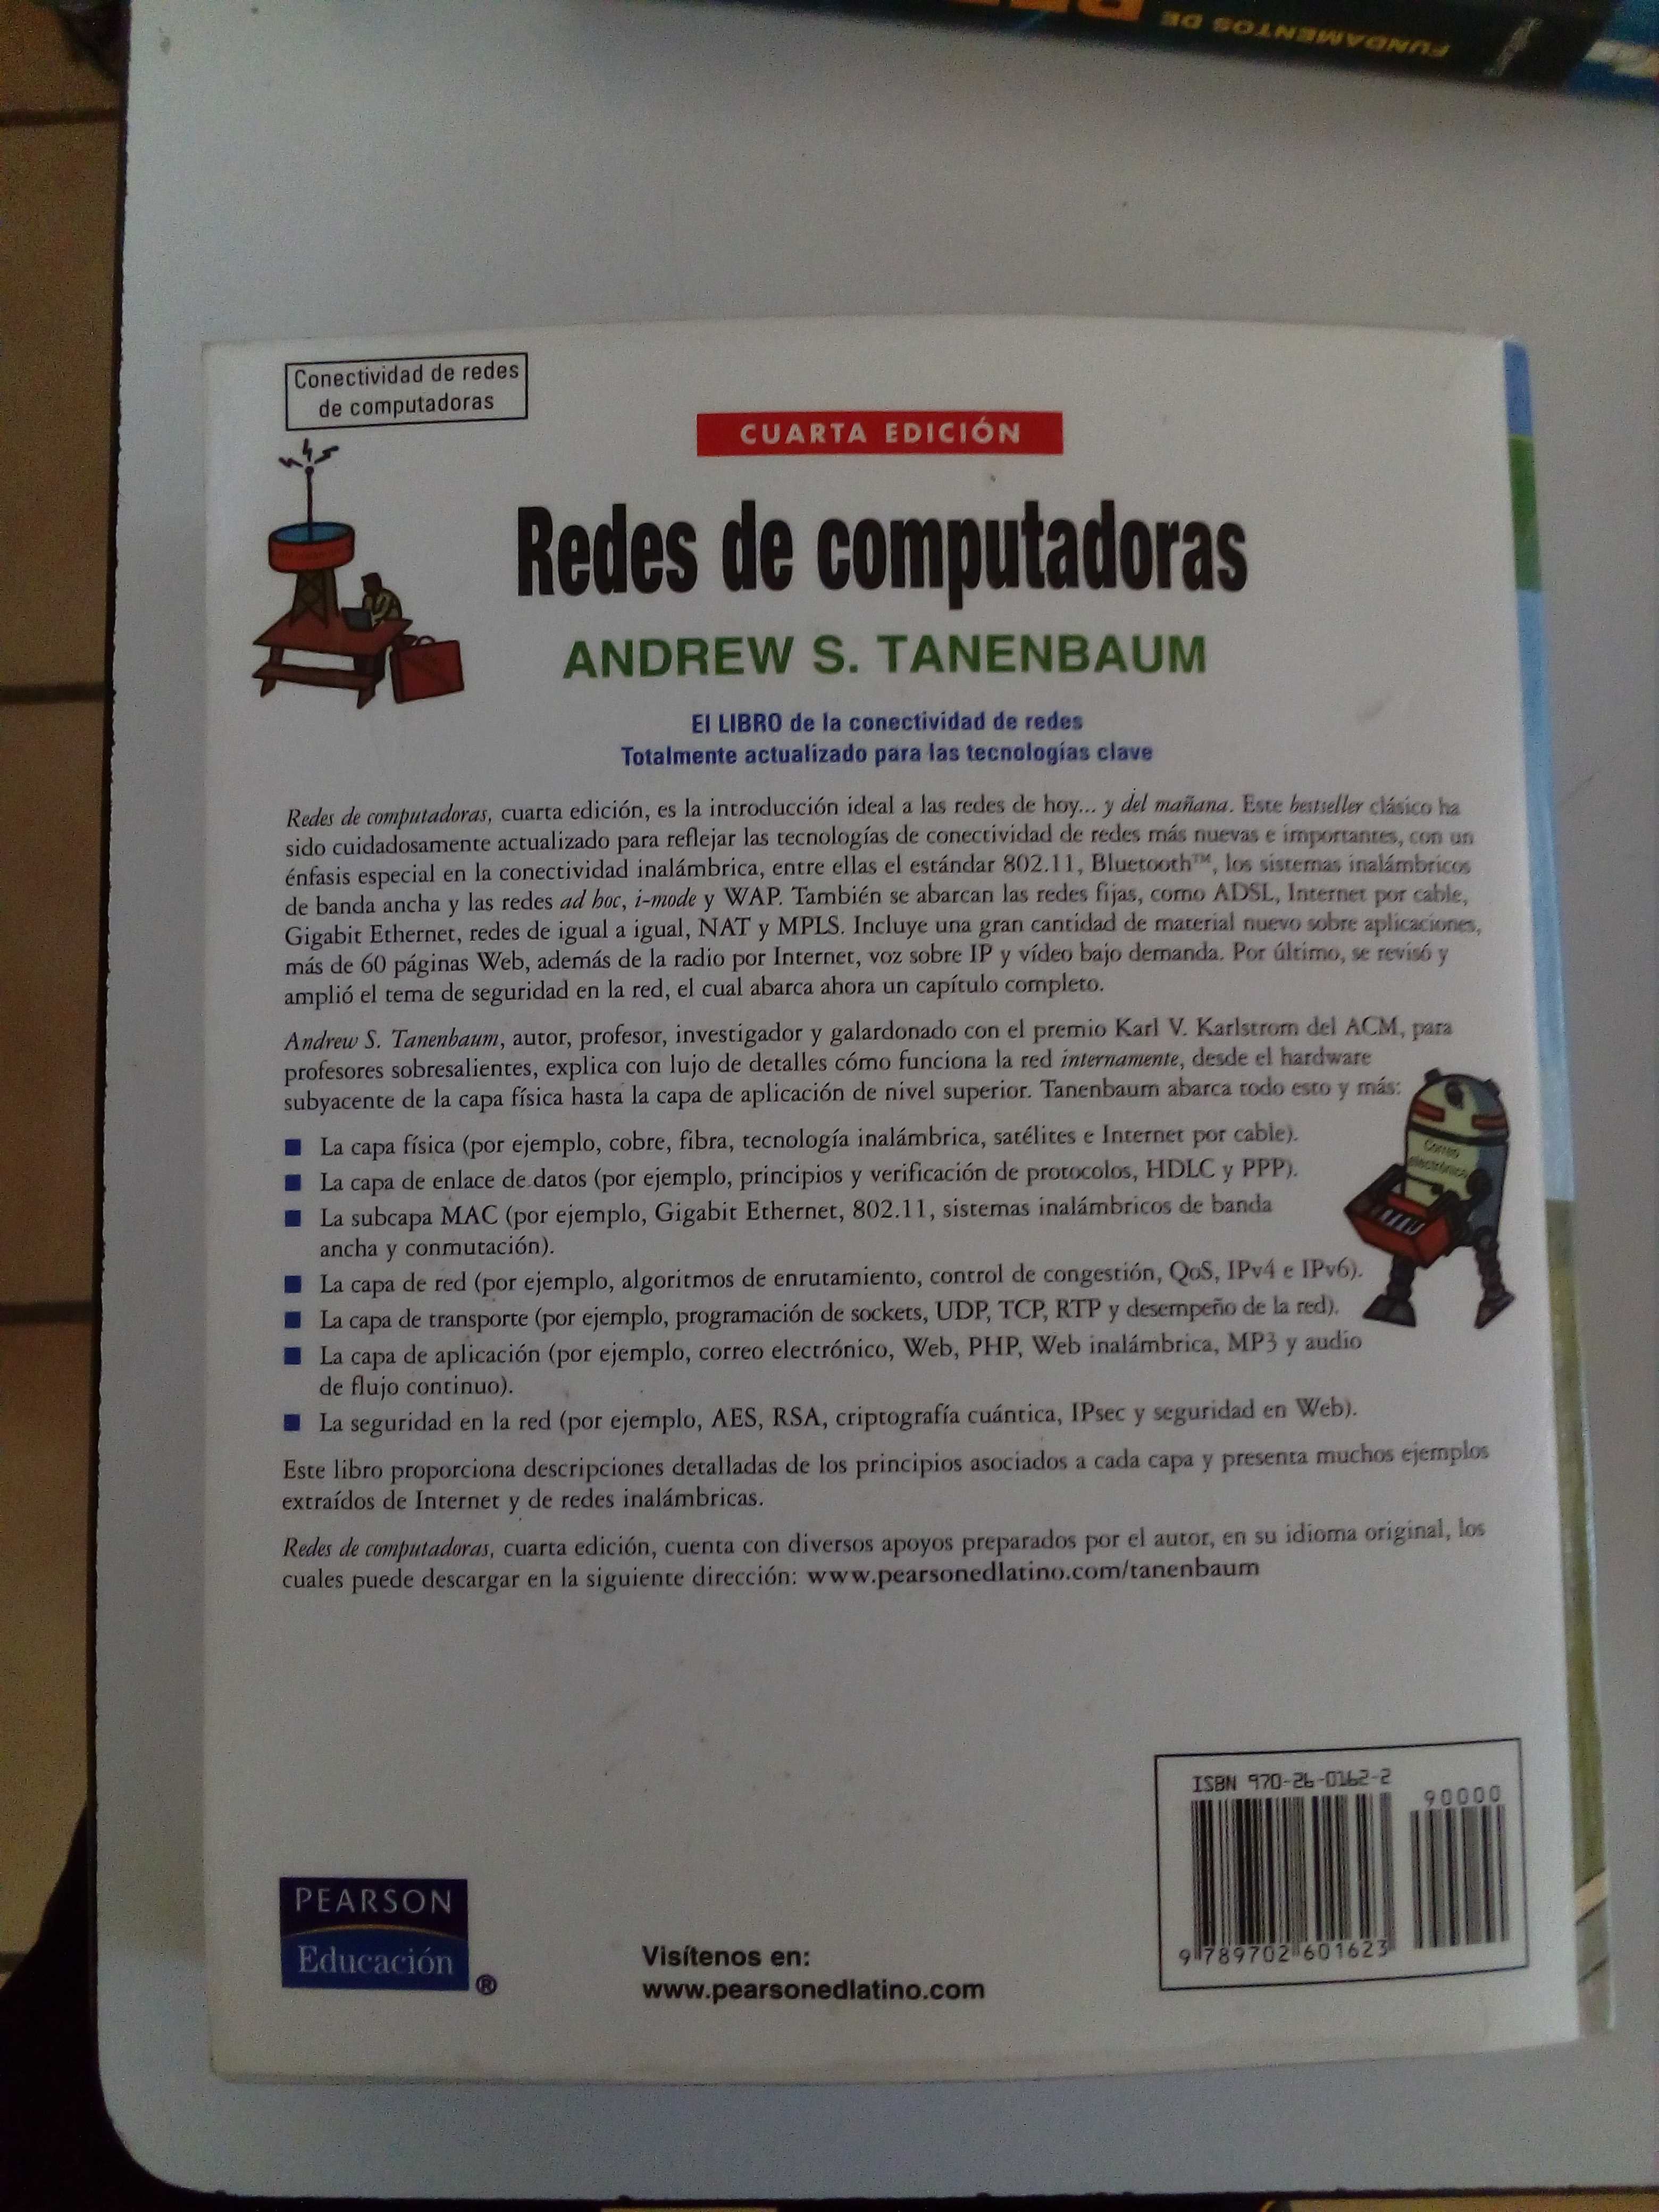 FUNDAMENTOS DE
Conectividad de redes
de computadoras
CUARTA EDICIÓN
Redes de computadoras
ANDREW S. TANENBAUM
El LIBRO de la conectividad de redes
Totalmente actualizado para las tecnologías clave
Redes de computadoras, cuarta edición, es la introducción ideal a las redes de hoy... y del mañana. Este bestseller clásico ha
sido cuidadosamente actualizado para reflejar las tecnologías de conectividad de redes más nuevas e importantes, con un
énfasis especial en la conectividad inalámbrica, entre ellas el estándar 802.11, Bluetooth™, los sistemas inalámbricos
de banda ancha y las redes ad hoc, i-mode y WAP. También se abarcan las redes fijas, como ADSL, Internet por cable,
Gigabit Ethernet, redes de igual a igual, NAT y MPLS. Incluye una gran cantidad de material nuevo sobre aplicaciones,
más de 60 páginas Web, además de la radio por Internet, voz sobre IP y vídeo bajo demanda. Por último, se revisó y
amplió el tema de seguridad en la red, el cual abarca ahora un capítulo completo.
Andrew S. Tanenbaum, autor, profesor, investigador y galardonado con el premio Karl V. Karlstrom del ACM, para
profesores sobresalientes, explica con lujo de detalles cómo funciona la red internamente, desde el hardware
subyacente de la capa física hasta la capa de aplicación de nivel superior. Tanenbaum abarca todo esto y más:
■ La capa física (por ejemplo, cobre, fibra, tecnología inalámbrica, satélites e Internet por cable).
■ La capa de enlace de datos (por ejemplo, principios y verificación de protocolos, HDLC y PPP).
■ La subcapa MAC (por ejemplo, Gigabit Ethernet, 802.11, sistemas inalámbricos de banda
ancha y conmutación).
■ La capa de red (por ejemplo, algoritmos de enrutamiento, control de congestión, QoS, IPv4 e IPv6).
■ La capa de transporte (por ejemplo, programación de sockets, UDP, TCP, RTP y desempeño de la red).
■ La capa de aplicación (por ejemplo, correo electrónico, Web, PHP, Web inalámbrica, MP3 y audio
de flujo continuo).
■ La seguridad en la red (por ejemplo, AES, RSA, criptografía cuántica, IPsec y seguridad en Web).
Correo
electrónico
Este libro proporciona descripciones detalladas de los principios asociados a cada capa y presenta muchos ejemplos
extraídos de Internet y de redes inalámbricas.
Redes de computadoras, cuarta edición, cuenta con diversos apoyos preparados por el autor, en su idioma original, los
cuales puede descargar en la siguiente dirección: www.pearsonedlatino.com/tanenbaum
ISBN 970-26-0162-2
90000
9 789702 601623
PEARSON
Educación
®
Visítenos en:
www.pearsonedlatino.com